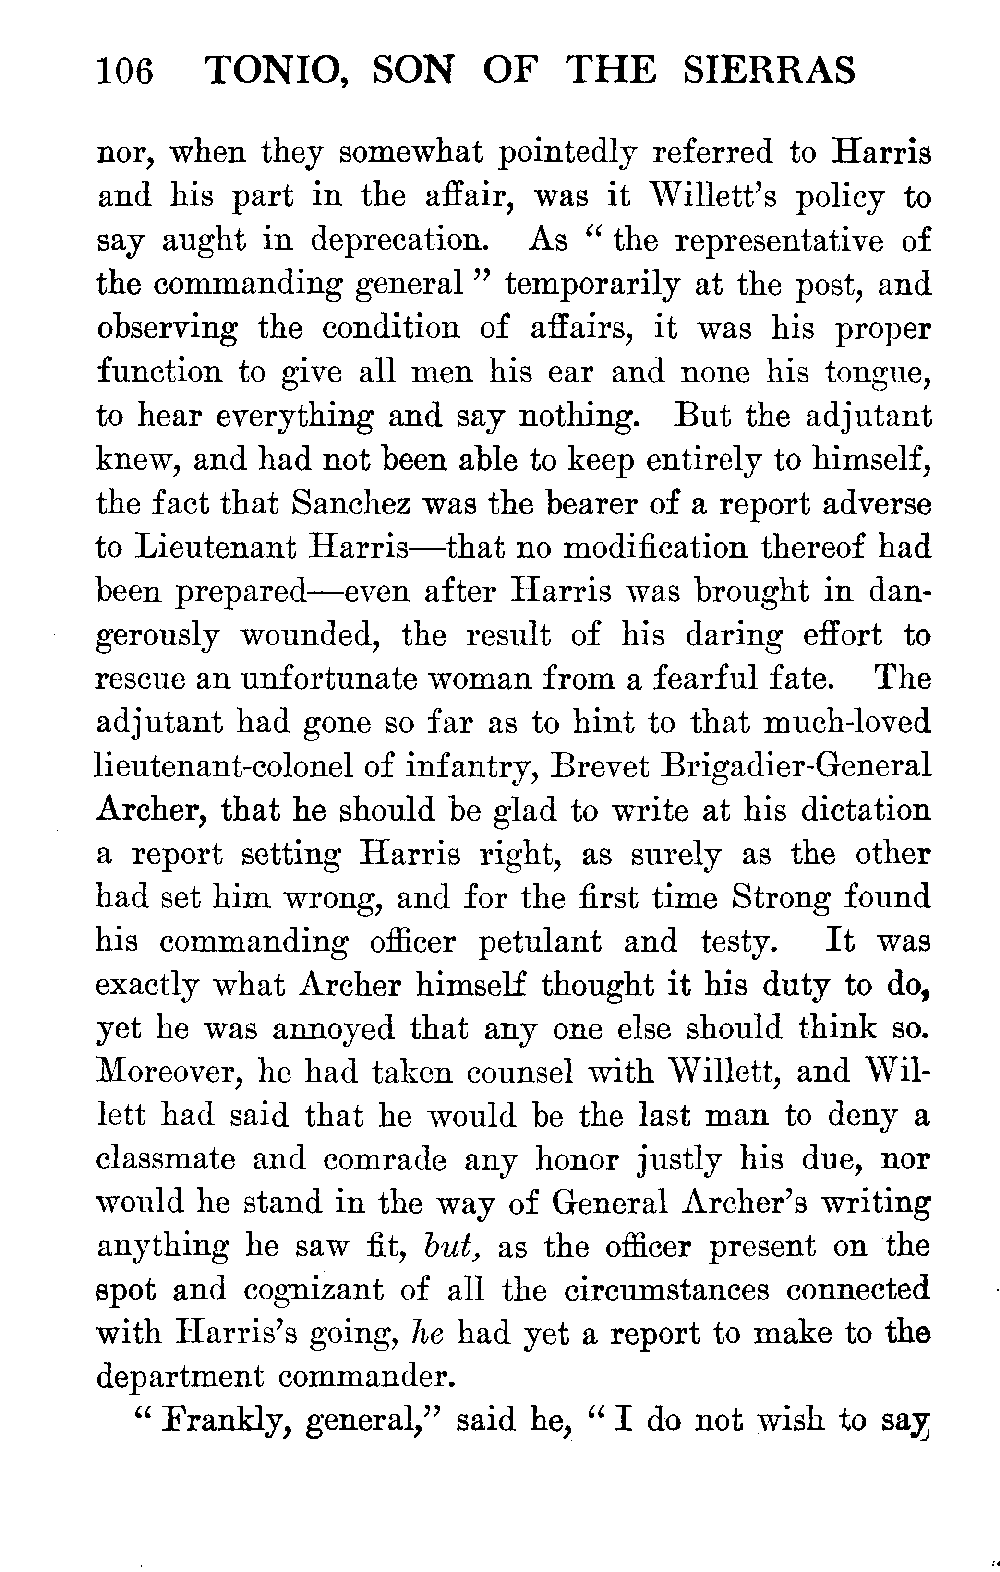 106 TONIO, SON OF THE SIERRAS
nor, when they somewhat pointedly referred to Harris
and his part in the affair, was it Willett's policy to
say aught in deprecation. As " the representative of
the commanding general " temporarily at the post, and
observing the condition of affairs, it was his proper
function to give all men his ear and none his tongue,
to hear everything and say nothing. But the adjutant
knew, and had not been able to keep entirely to himself,
the fact that Sanchez was the bearer of a report adverse
to Lieutenant Harris—that no modification thereof had
been prepared—even after Harris was brought in dan-
gerously wounded, the result of his daring effort to
rescue an unfortunate woman from a fearful fate. The
adjutant had gone so far as to hint to that much-loved
lieutenant-colonel of infantry, Brevet Brigadier-General
Archer, that he should be glad to write at his dictation
a report setting Harris right, as surely as the other
had set him wrong, and for the first time Strong found
his commanding officer petulant and testy. It was
exactly what Archer himself thought it his duty to do,
yet he was annoyed that any one else should think so.
Moreover, he had taken counsel with Willett, and Wil-
lett had said that he would be the last man to deny a
classmate and comrade any honor justly his due, nor
would he stand in the way of General Archer's writing
anything he saw fit, but, as the officer present on the
spot and cognizant of all the circumstances connected
with Harris's going, he had yet a report to make to the
department commander.
" Frankly, general," said he, " I do not wish to say